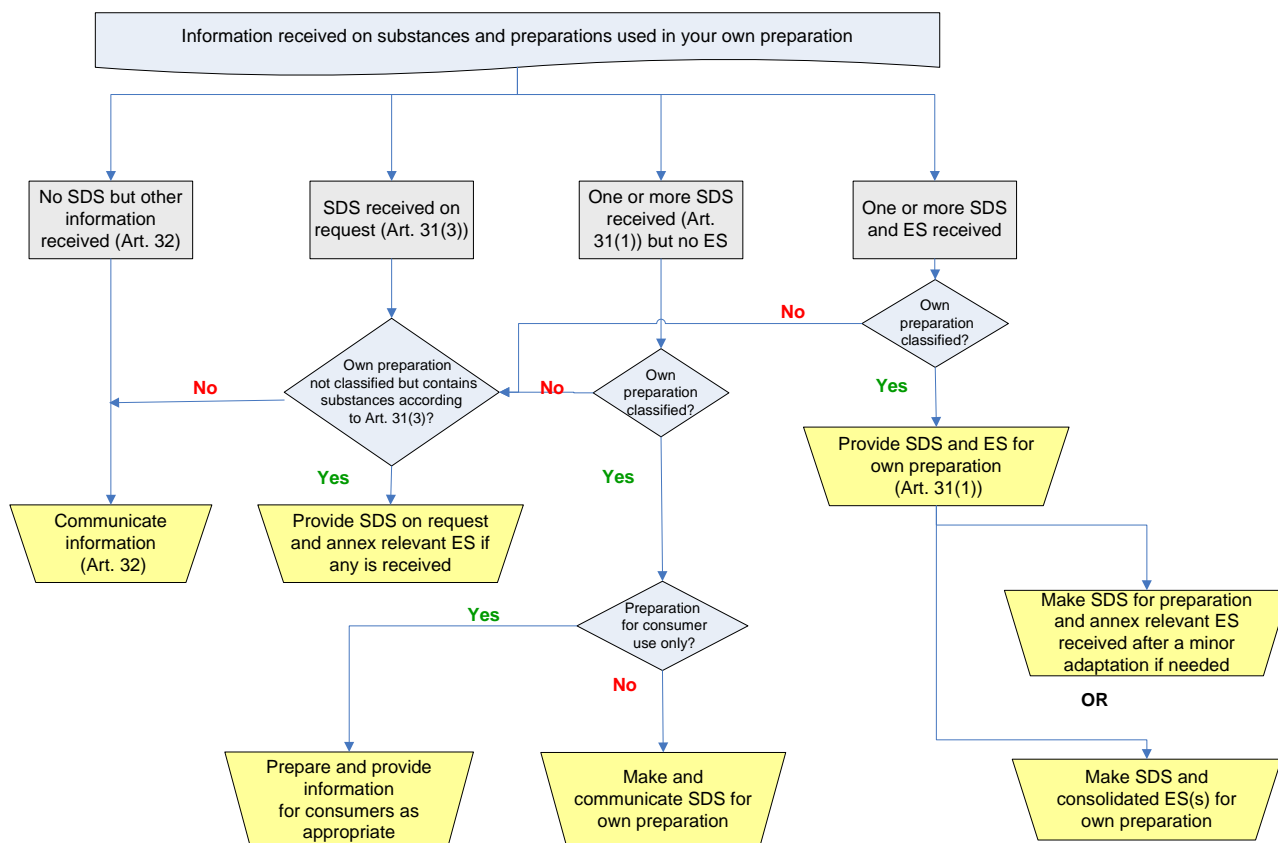 Information received on substances and preparations used in your own preparation
No SDS but other
information
received (Art. 32)
SDS received on
request (Art. 31(3))
One or more SDS
received (Art.
31(1)) but no ES
One or more SDS
and ES received
Own
preparation
classified?
No
Own preparation
not classified but contains
substances according
to Art. 31(3)?
No
No
Own
preparation
classified?
Yes
Provide SDS and ES for
own preparation
(Art. 31(1))
Yes
Yes
Communicate
information
(Art. 32)
Provide SDS on request
and annex relevant ES if
any is received
Preparation
for consumer
use only?
Yes
No
Make SDS for preparation
and annex relevant ES
received after a minor
adaptation if needed
OR
Prepare and provide
information
for consumers as
appropriate
Make and
communicate SDS for
own preparation
Make SDS and
consolidated ES(s) for
own preparation